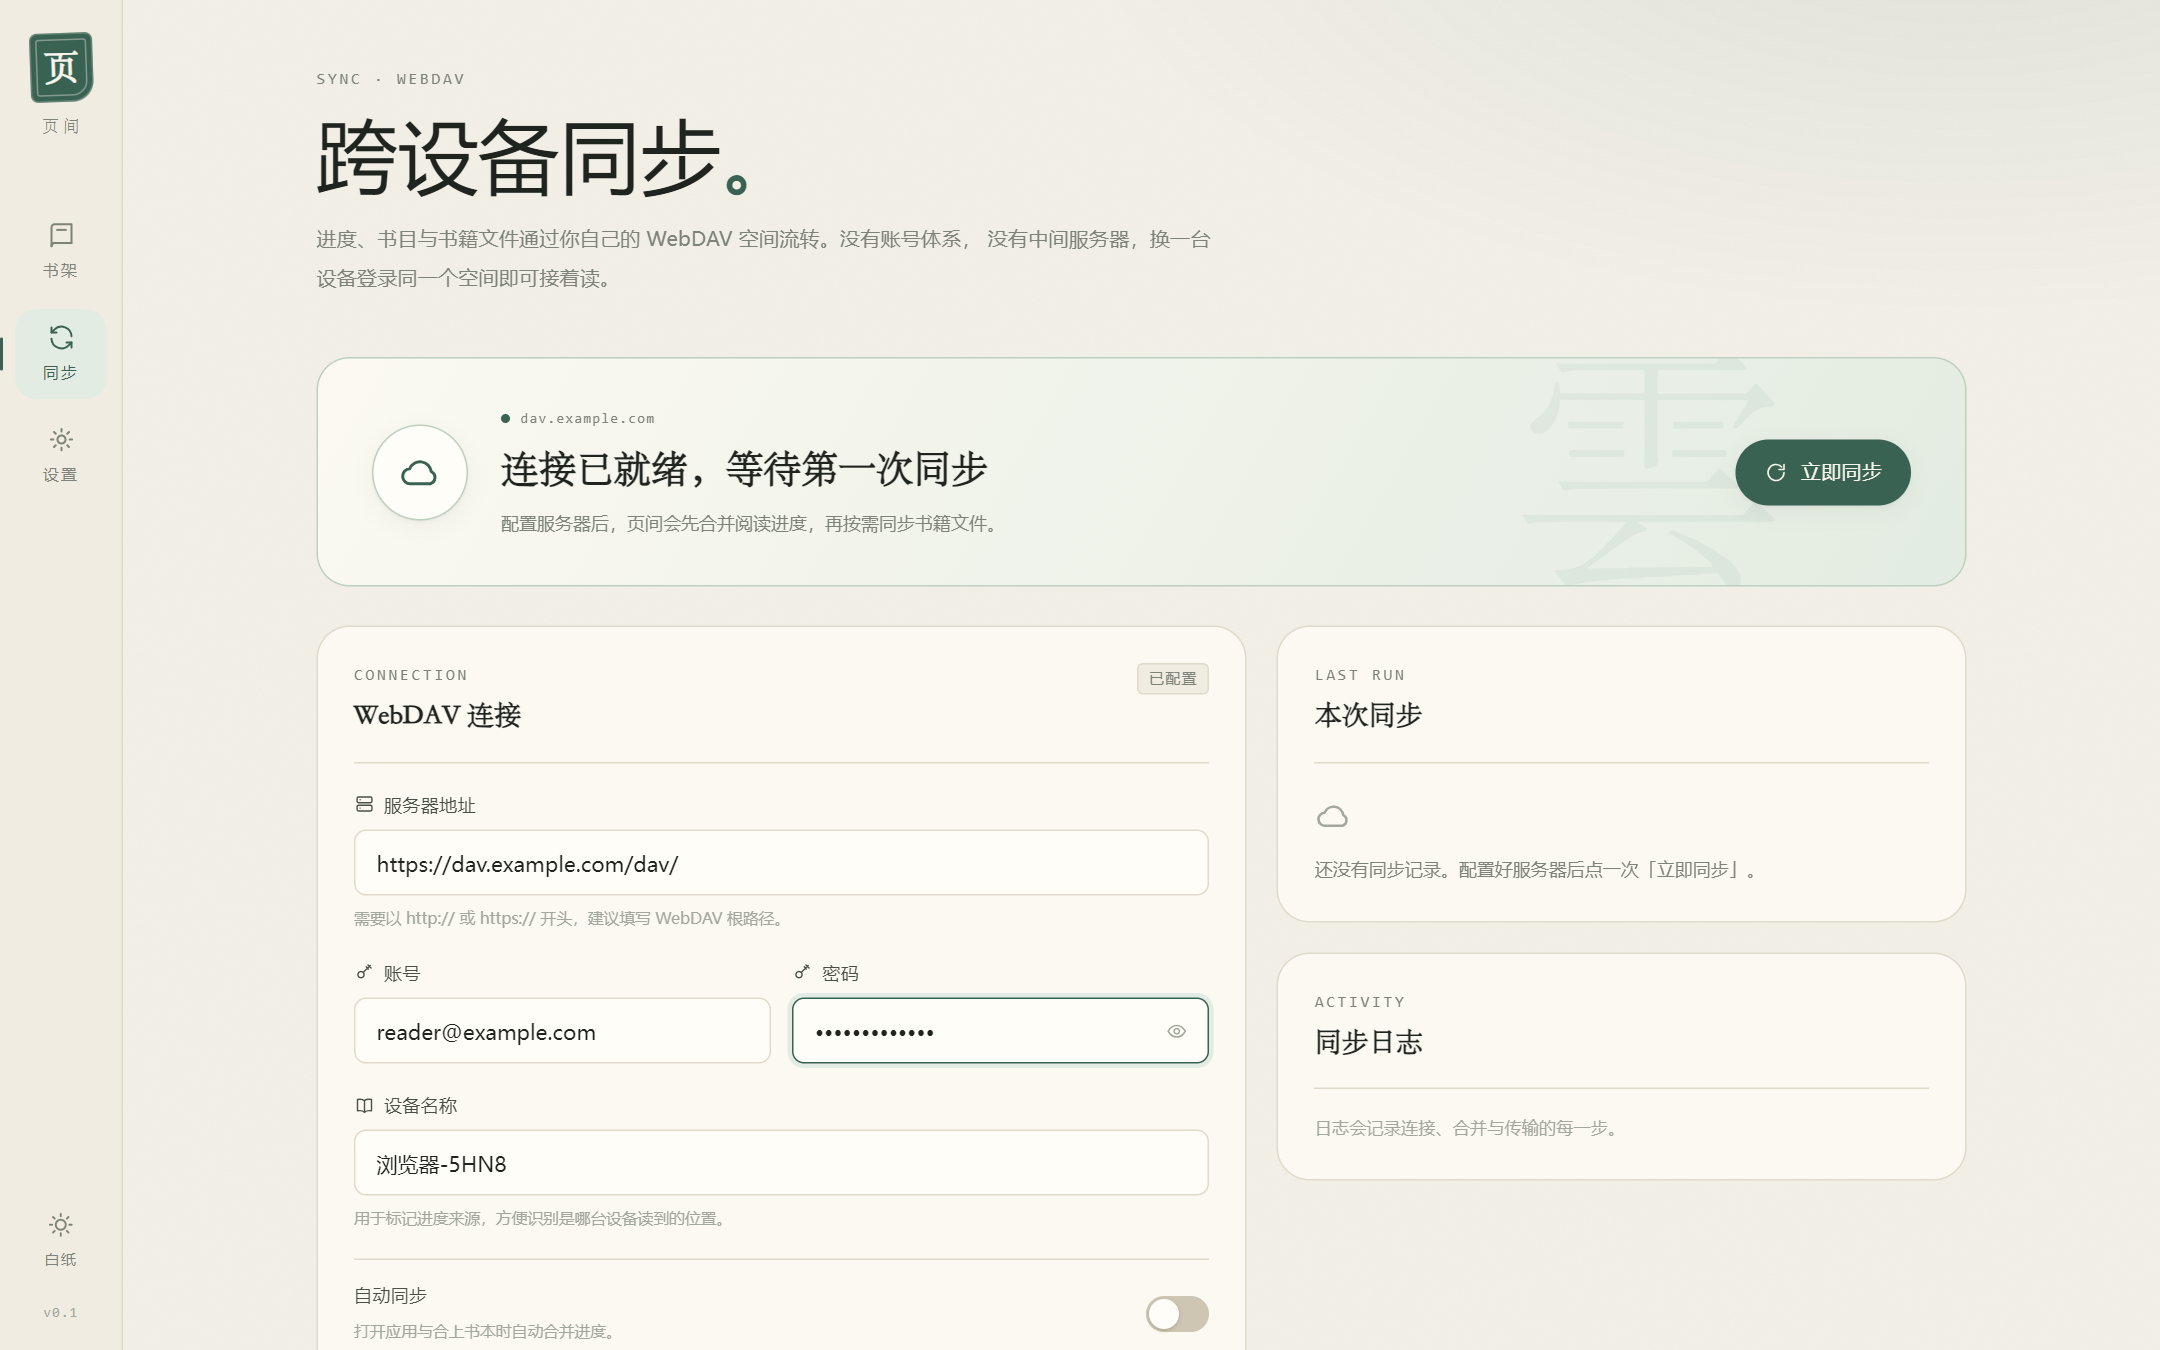 页
页间
书架
同步
设置
白纸
v0.1
SYNC · WEBDAV
跨设备同步。
进度、书目与书籍文件通过你自己的 WebDAV 空间流转。没有账号体系， 没有中间服务器，换一台
设备登录同一个空间即可接着读。
雲
dav.example.com
连接已就绪，等待第一次同步
配置服务器后，页间会先合并阅读进度，再按需同步书籍文件。
立即同步
CONNECTION
已配置
WebDAV 连接
服务器地址
https://dav.example.com/dav/
需要以 http:// 或 https:// 开头，建议填写 WebDAV 根路径。
账号
密码
reader@example.com
•••••••••••••
设备名称
浏览器-5HN8
用于标记进度来源，方便识别是哪台设备读到的位置。
自动同步
打开应用与合上书本时自动合并进度。
LAST RUN
本次同步
还没有同步记录。配置好服务器后点一次「立即同步」。
ACTIVITY
同步日志
日志会记录连接、合并与传输的每一步。